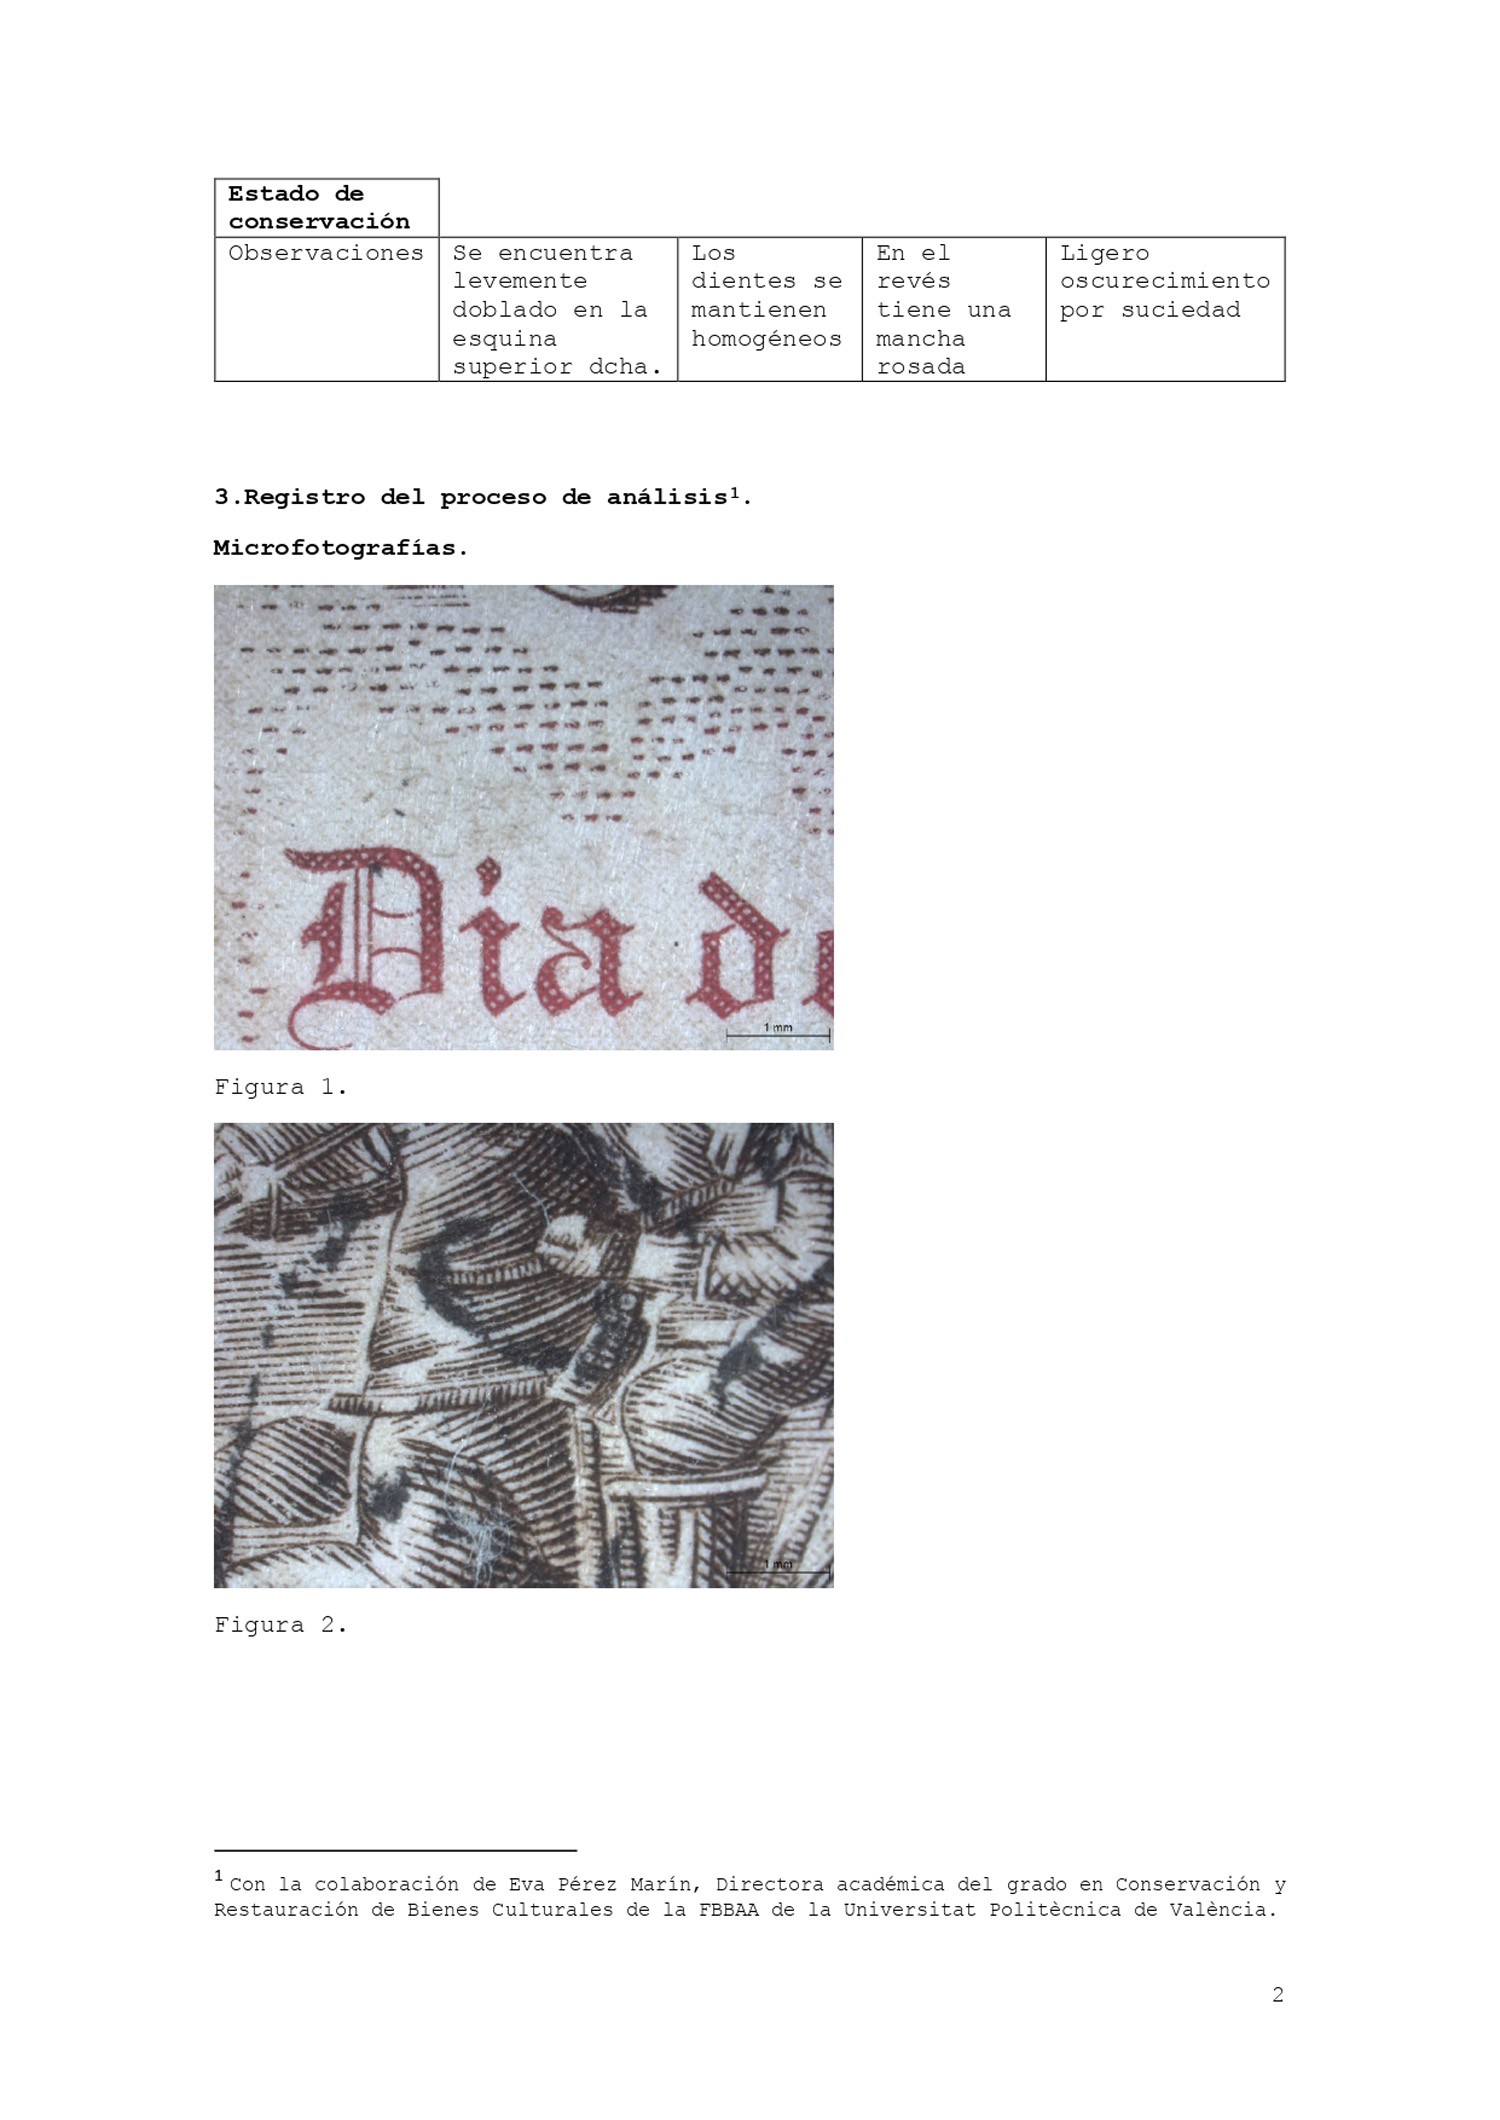 Estado de
conservación
Observaciones
Se encuentra
levemente
doblado en la
esquina
superior dcha.
Los
dientes se
mantienen
homogéneos
En el
revés
tiene una
mancha
rosada
Ligero
oscurecimiento
por suciedad
3.Registro del proceso de análisis1.
Microfotografías.
Dia d
1 mm
Figura 1.
1 mm
Figura 2.
1 Con la colaboración de Eva Pérez Marín, Directora académica del grado en Conservación y
Restauración de Bienes Culturales de la FBBAA de la Universitat Politècnica de València.
2